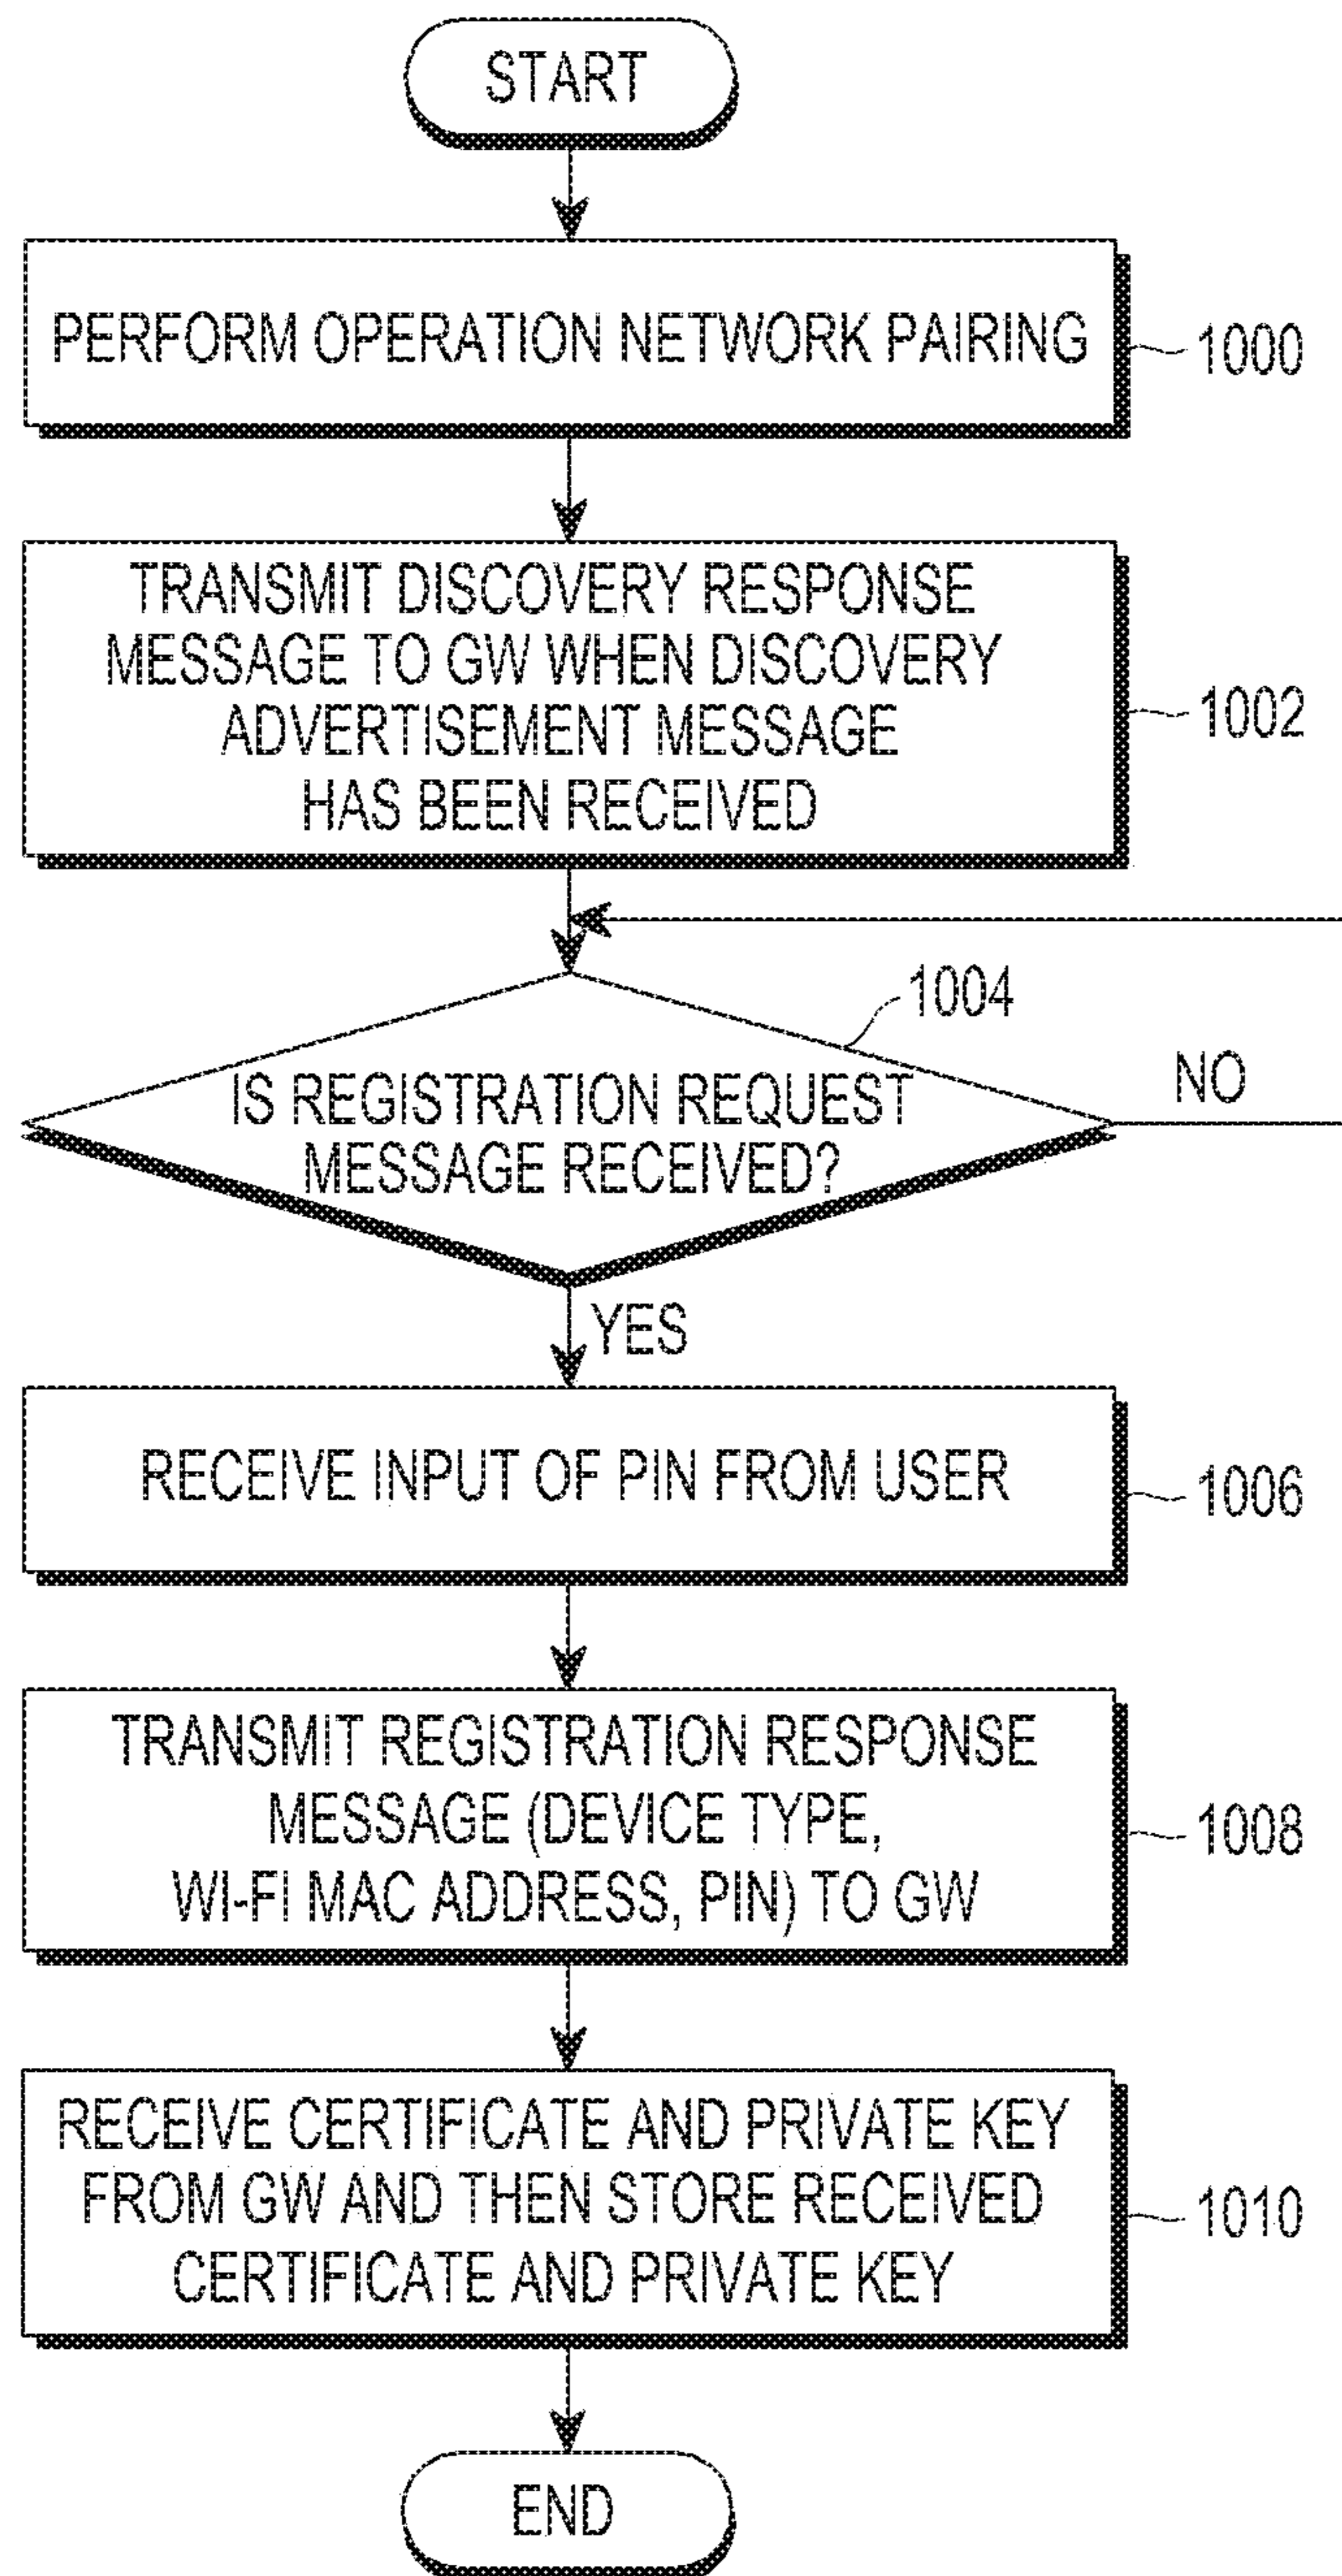 START
PERFORM OPERATION NETWORK PAIRING
1000
TRANSMIT DISCOVERY RESPONSE
MESSAGE TO GW WHEN DISCOVERY
ADVERTISEMENT MESSAGE
HAS BEEN RECEIVED
1002
1004
IS REGISTRATION REQUEST
MESSAGE RECEIVED?
NO
YES
RECEIVE INPUT OF PIN FROM USER
1006
TRANSMIT REGISTRATION RESPONSE
MESSAGE (DEVICE TYPE,
WI-FI MAC ADDRESS, PIN) TO GW
1008
RECEIVE CERTIFICATE AND PRIVATE KEY
FROM GW AND THEN STORE RECEIVED
CERTIFICATE AND PRIVATE KEY
1010
END